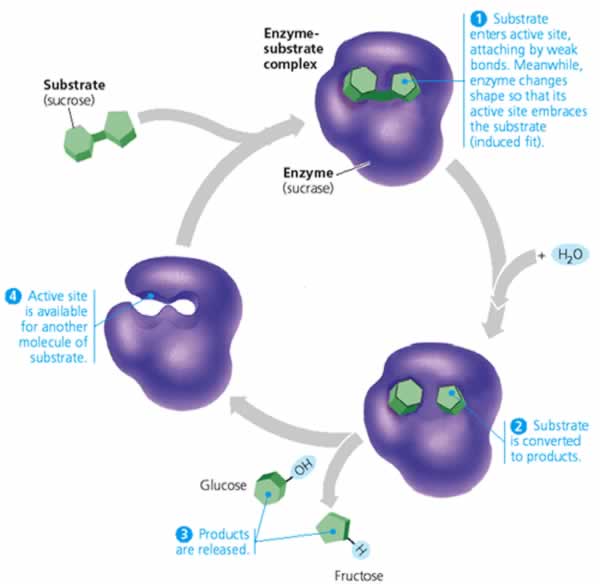 Substrate
(sucrose)
Enzyme-
substrate
complex
1 Substrate
enters active site,
attaching by weak
bonds. Meanwhile,
enzyme changes
shape so that its
active site embraces
the substrate
(induced fit).
Enzyme
(sucrase)
+ H₂O
2 Substrate
is converted
to products.
Glucose
OH
3 Products
are released.
H
Fructose
4 Active site
is available
for another
molecule of
substrate.